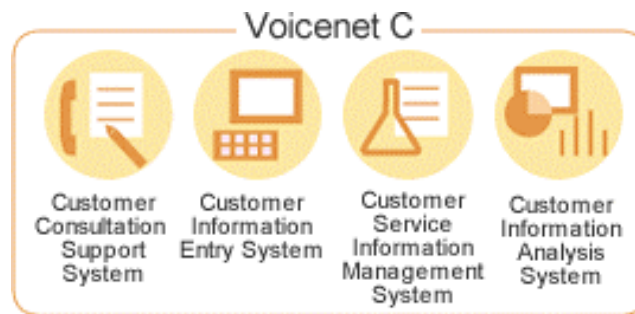 Voicenet C
Customer
Consultation
Support
System
Customer
Information
Entry System
Customer
Service
Information
Management
System
Customer
Information
Analysis
System